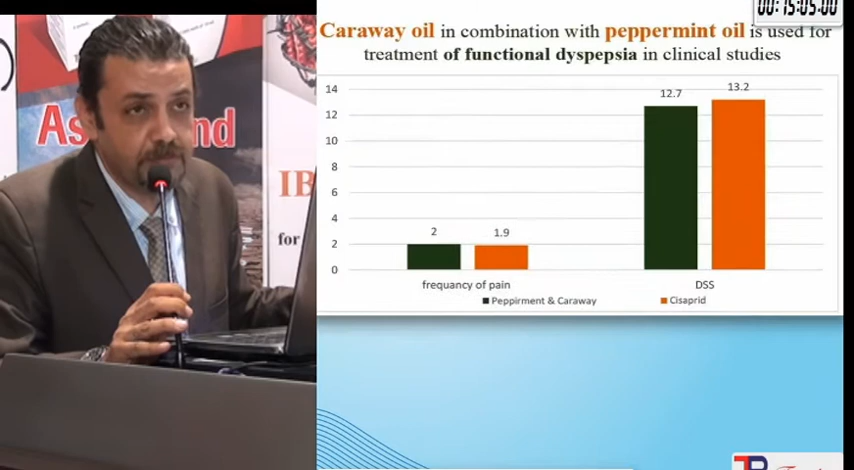 00:15:05:00
Caraway oil in combination with peppermint oil is used for
treatment of functional dyspepsia in clinical studies
14
12
10
8
6
4
2
0
2
1.9
12.7
13.2
frequancy of pain
DSS
Peppirment & Caraway
Cisaprid
As
nd
IB
for